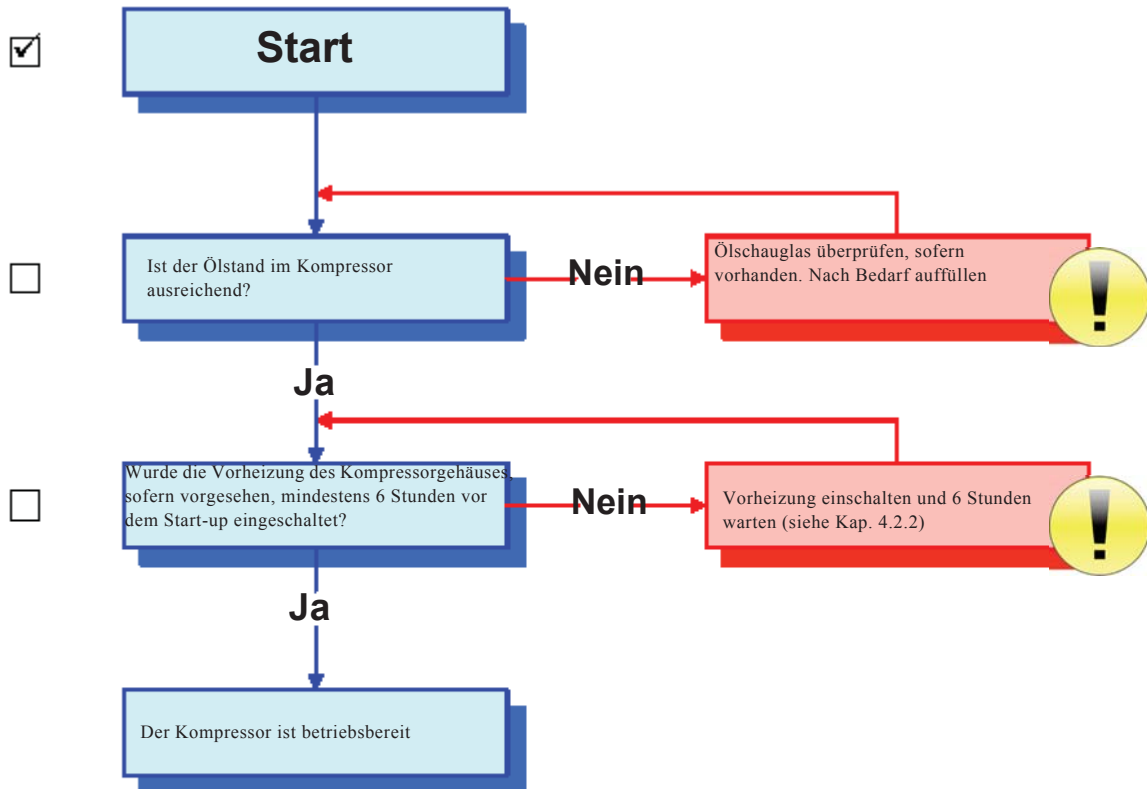 Start
Ist der Ölstand im Kompressor
ausreichend?
Nein
Ölschauglas überprüfen, sofern
vorhanden. Nach Bedarf auffüllen
!
Ja
Wurde die Vorheizung des Kompressorgehäuses,
sofern vorgesehen, mindestens 6 Stunden vor
dem Start-up eingeschaltet?
Nein
Vorheizung einschalten und 6 Stunden
warten (siehe Kap. 4.2.2)
!
Ja
Der Kompressor ist betriebsbereit